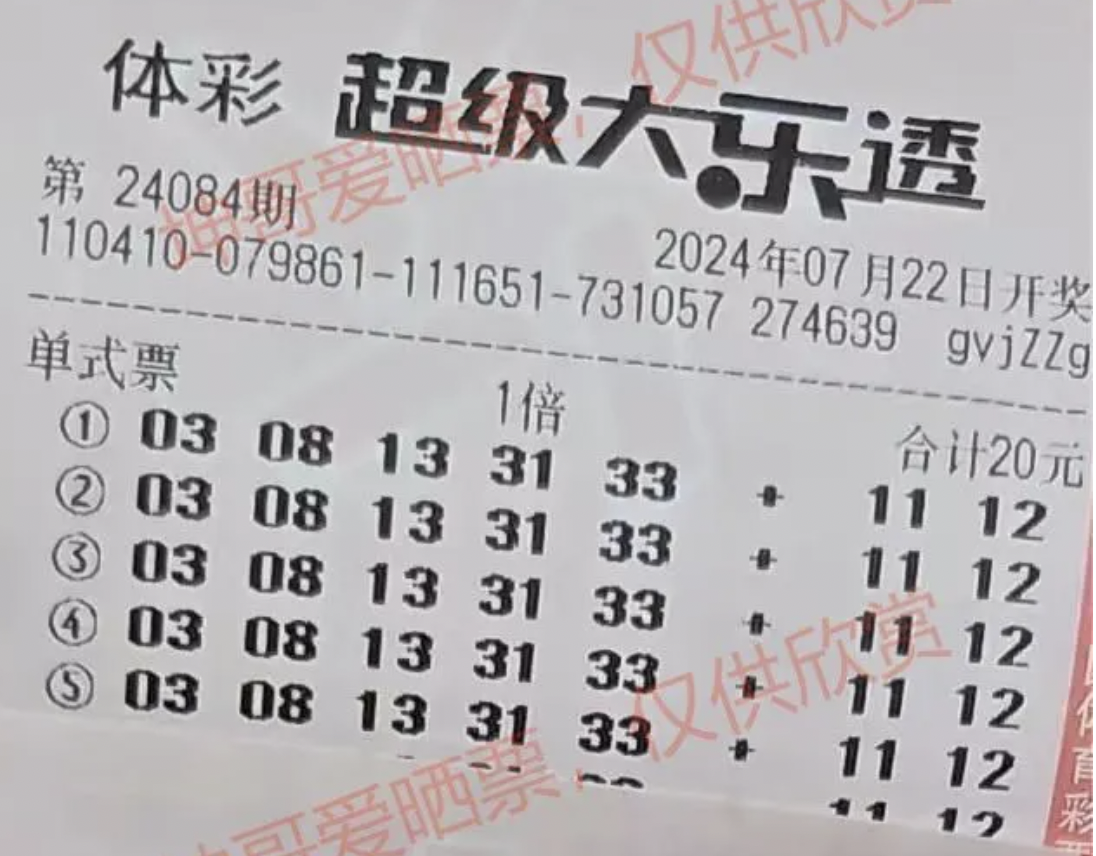 体彩 超级大乐透
第 24084期
2024年07月22日开奖
110410-079861-111651-731057 274639 gvjZZg
单式票 1倍 合计20元
① 03 08 13 31 33 + 11 12
② 03 08 13 31 33 + 11 12
③ 03 08 13 31 33 + 11 12
④ 03 08 13 31 33 + 11 12
⑤ 03 08 13 31 33 + 11 12
11 12
哥爱晒票，仅供欣赏
哥爱晒票，仅供欣赏
体育彩